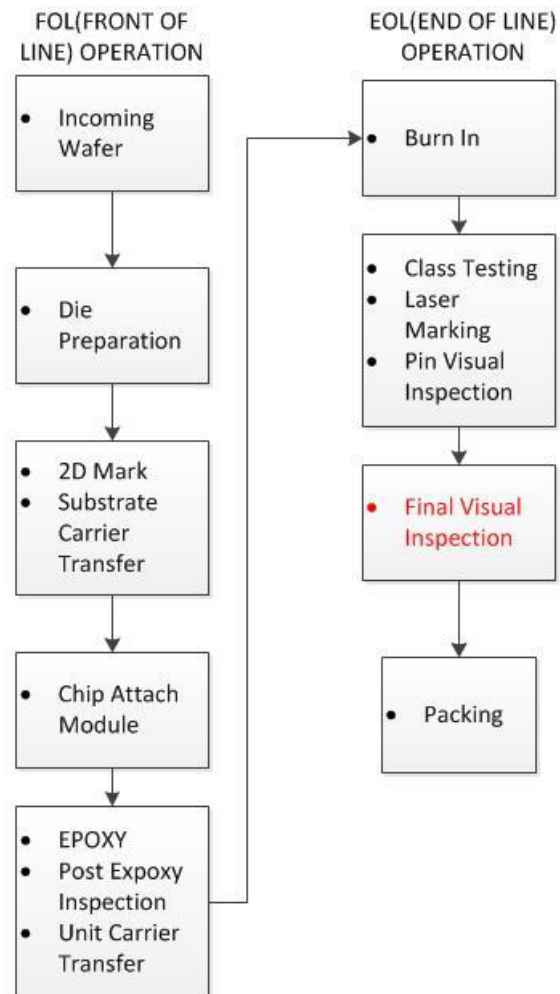 FOL(FRONT OF
LINE) OPERATION
• Incoming
Wafer
• Die
Preparation
• 2D Mark
• Substrate
Carrier
Transfer
• Chip Attach
Module
• EPOXY
• Post Expoxy
Inspection
• Unit Carrier
Transfer
EOL(END OF LINE)
OPERATION
• Burn In
• Class Testing
• Laser
Marking
• Pin Visual
Inspection
• Final Visual
Inspection
• Packing